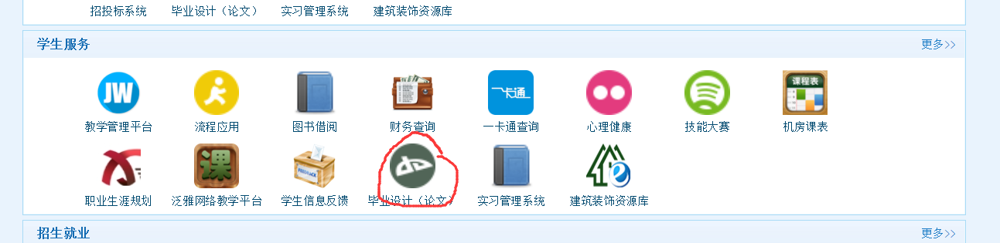 招投标系统 毕业设计（论文） 实习管理系统 建筑装饰资源库
学生服务 更多>>
JW 一卡通 课程表
教学管理平台 流程应用 图书借阅 财务查询 一卡通查询 心理健康 技能大赛 机房课表
课 FEEDBACK
职业生涯规划 泛雅网络教学平台 学生信息反馈 毕业设计（论文） 实习管理系统 建筑装饰资源库
招生就业 更多>>